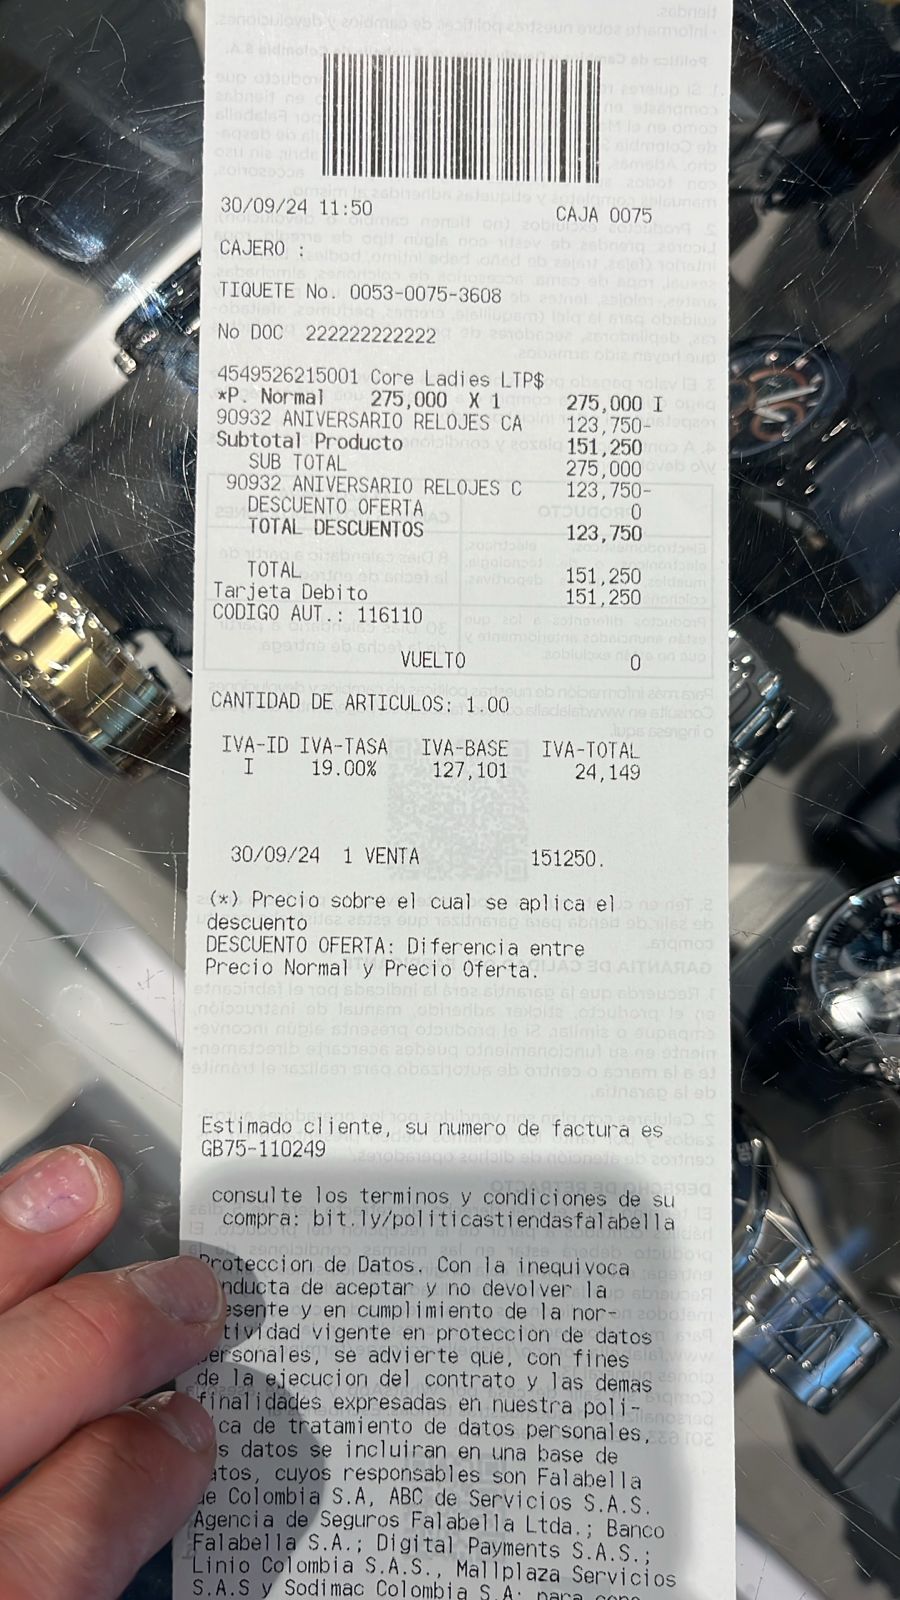 30/09/24 11:50 CAJA 0075
CAJERO :
TIQUETE No. 0053-0075-3608
No DOC 222222222222
4549526215001 Core Ladies LTP$
*P. Normal 275,000 X 1 275,000 I
90932 ANIVERSARIO RELOJES CA 123,750-
Subtotal Producto 151,250
SUB TOTAL 275,000
90932 ANIVERSARIO RELOJES C 123,750-
DESCUENTO OFERTA 0
TOTAL DESCUENTOS 123,750
TOTAL 151,250
Tarjeta Debito 151,250
CODIGO AUT.: 116110
VUELTO 0
CANTIDAD DE ARTICULOS: 1.00
IVA-ID IVA-TASA IVA-BASE IVA-TOTAL
I 19.00% 127,101 24,149
30/09/24 1 VENTA 151250.
(*) Precio sobre el cual se aplica el
descuento
DESCUENTO OFERTA: Diferencia entre
Precio Normal y Precio Oferta.
Estimado cliente, su numero de factura es
GB75-110249
consulte los terminos y condiciones de su
compra: bit.ly/politicastiendasfalabella
Proteccion de Datos. Con la inequivoca
nducta de aceptar y no devolver la
esente y en cumplimiento de la nor-
tividad vigente en proteccion de datos
ersonales, se advierte que, con fines
de la ejecucion del contrato y las demas
finalidades expresadas en nuestra poli-
ca de tratamiento de datos personales,
s datos se incluiran en una base de
atos, cuyos responsables son Falabella
de Colombia S.A, ABC de Servicios S.A.S.
Agencia de Seguros Falabella Ltda.; Banco
Falabella S.A.; Digital Payments S.A.S.;
Linio Colombia S.A.S., Mallplaza Servicios
S.A.S y Sodimac Colombia S.A; para